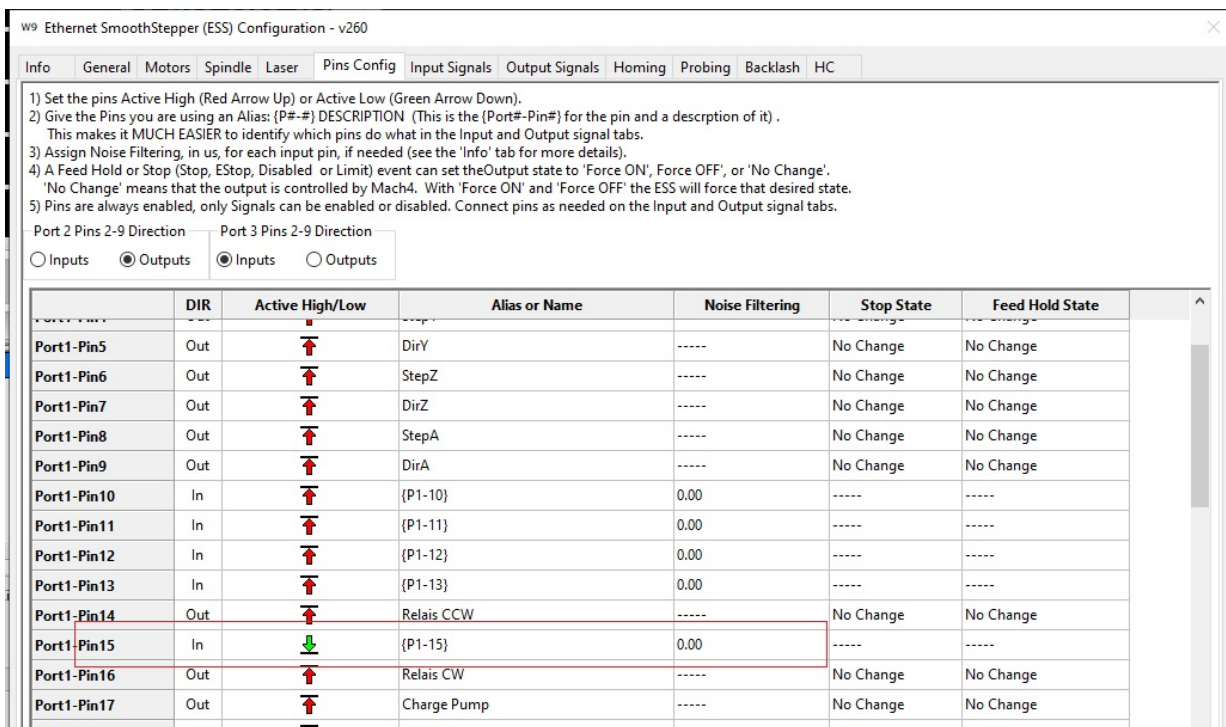 W9 Ethernet SmoothStepper (ESS) Configuration - v260
Info General Motors Spindle Laser Pins Config Input Signals Output Signals Homing Probing Backlash HC
1) Set the pins Active High (Red Arrow Up) or Active Low (Green Arrow Down).
2) Give the Pins you are using an Alias: {P#-#} DESCRIPTION (This is the {Port#-Pin#} for the pin and a descrption of it) .
This makes it MUCH EASIER to identify which pins do what in the Input and Output signal tabs.
3) Assign Noise Filtering, in us, for each input pin, if needed (see the 'Info' tab for more details).
4) A Feed Hold or Stop (Stop, EStop, Disabled or Limit) event can set theOutput state to 'Force ON', Force OFF', or 'No Change'.
'No Change' means that the output is controlled by Mach4. With 'Force ON' and 'Force OFF' the ESS will force that desired state.
5) Pins are always enabled, only Signals can be enabled or disabled. Connect pins as needed on the Input and Output signal tabs.
Port 2 Pins 2-9 Direction Port 3 Pins 2-9 Direction
Inputs Outputs Inputs Outputs
DIR Active High/Low Alias or Name Noise Filtering Stop State Feed Hold State
Port1-Pin5 Out DirY ----- No Change No Change
Port1-Pin6 Out StepZ ----- No Change No Change
Port1-Pin7 Out DirZ ----- No Change No Change
Port1-Pin8 Out StepA ----- No Change No Change
Port1-Pin9 Out DirA ----- No Change No Change
Port1-Pin10 In {P1-10} 0.00 ----- -----
Port1-Pin11 In {P1-11} 0.00 ----- -----
Port1-Pin12 In {P1-12} 0.00 ----- -----
Port1-Pin13 In {P1-13} 0.00 ----- -----
Port1-Pin14 Out Relais CCW ----- No Change No Change
Port1-Pin15 In {P1-15} 0.00 ----- -----
Port1-Pin16 Out Relais CW ----- No Change No Change
Port1-Pin17 Out Charge Pump ----- No Change No Change